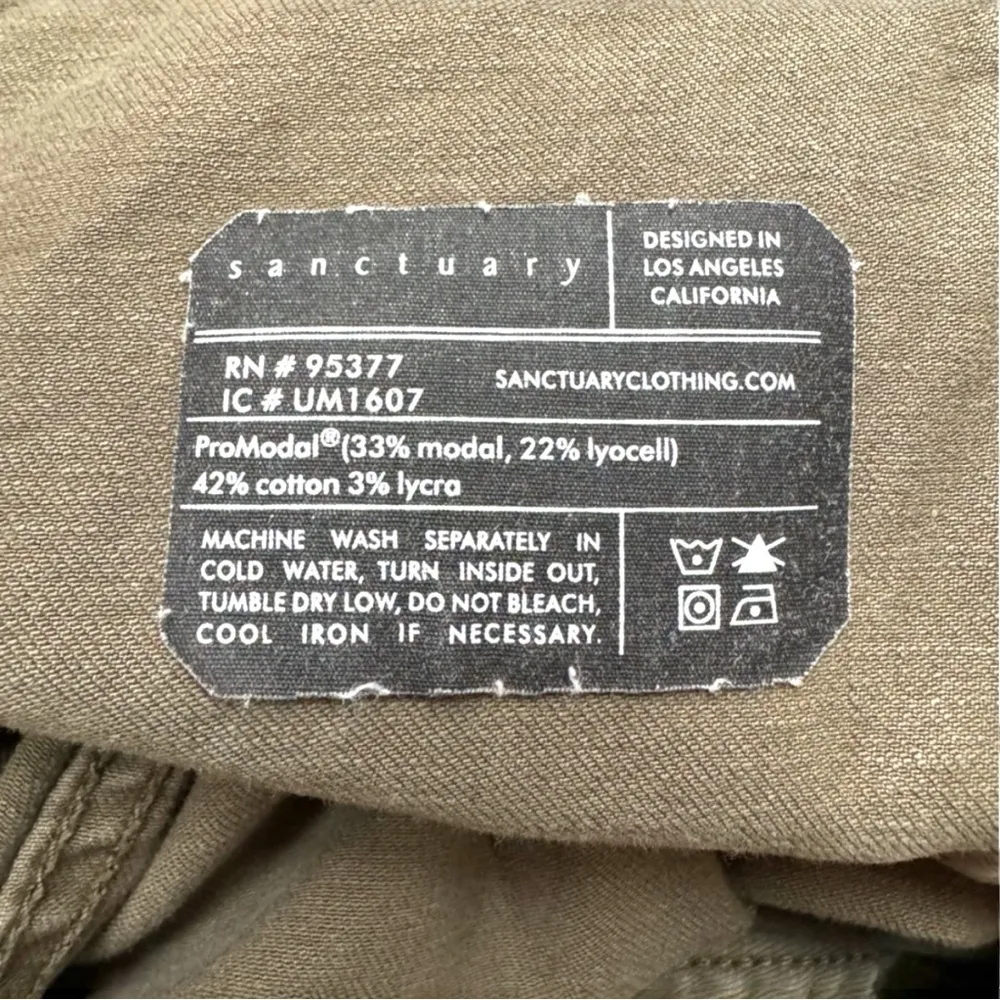 sanctuary
DESIGNED IN
LOS ANGELES
CALIFORNIA
RN # 95377
IC # UM1607
SANCTUARYCLOTHING.COM
ProModal®(33% modal, 22% lyocell)
42% cotton 3% lycra
MACHINE WASH SEPARATELY IN
COLD WATER, TURN INSIDE OUT,
TUMBLE DRY LOW, DO NOT BLEACH,
COOL IRON IF NECESSARY.